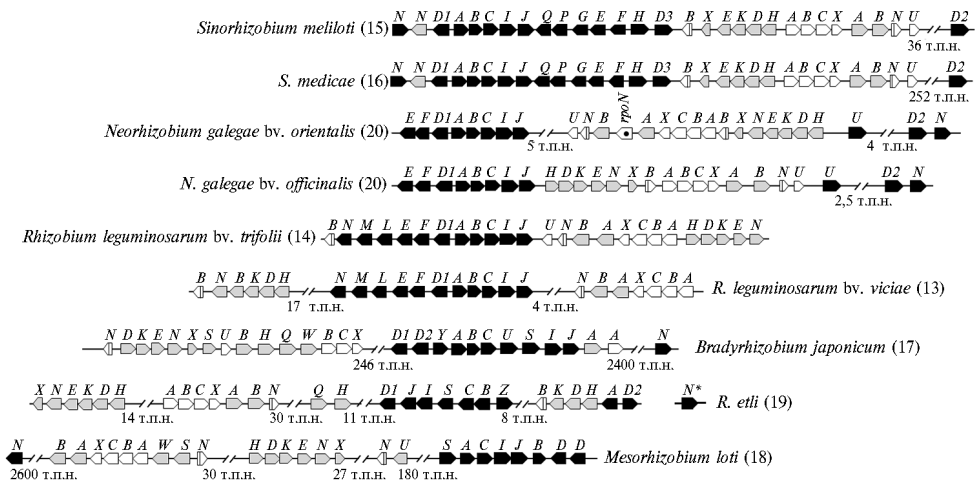 N N D1 A B C I J Q P G E F H D3 B X E K D H A B C X A B N U D2
Sinorhizobium meliloti (15)
36 т.п.н.
N N D1 A B C I J Q P G E F H D3 B X E K D H A B C X A B N U D2
S. medicae (16)
252 т.п.н.
rpoN
E F D1 A B C I J U N B A X C B A B X N E K D H U D2 N
Neorhizobium galegae bv. orientalis (20)
5 т.п.н. 4 т.п.н.
E F D1 A B C I J H D K E N X B A B C X A B N U U D2 N
N. galegae bv. officinalis (20)
2,5 т.п.н.
B N M L E F D1 A B C I J U N B A X C B A H D K E N
Rhizobium leguminosarum bv. trifolii (14)
B N B K D H N M L E F D1 A B C I J N B A X C B A
R. leguminosarum bv. viciae (13)
17 т.п.н. 4 т.п.н.
N D K E N X S U B H Q W B C X D1 D2 Y A B C U S I J A A N
Bradyrhizobium japonicum (17)
246 т.п.н. 2400 т.п.н.
X N E K D H A B C X A B N Q H D1 J I S C B Z B K D H A D2 N*
R. etli (19)
14 т.п.н. 30 т.п.н. 11 т.п.н. 8 т.п.н.
N B A X C B A W S N H D K E N X N U S A C I J B D D
Mesorhizobium loti (18)
2600 т.п.н. 30 т.п.н. 27 т.п.н. 180 т.п.н.